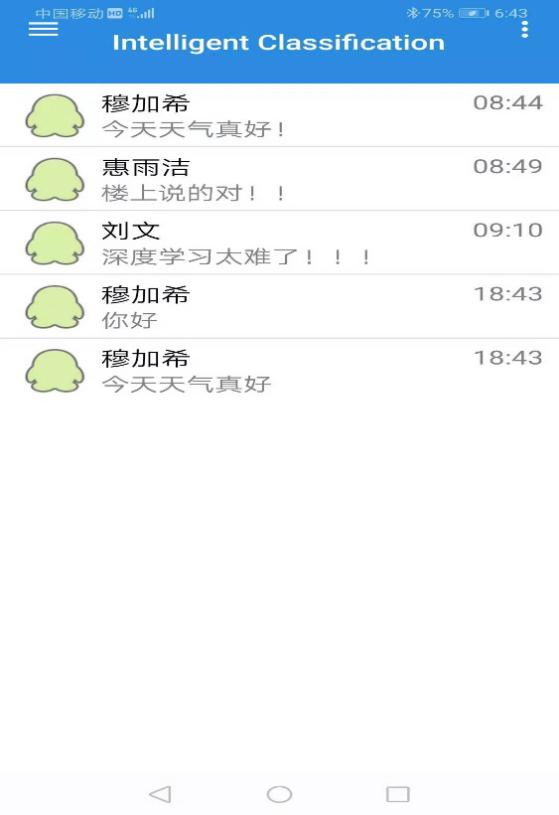 中国移动 HD 4G 75% 6:43
Intelligent Classification
穆加希 08:44
今天天气真好!
惠雨洁 08:49
楼上说的对！！
刘文 09:10
深度学习太难了！！！
穆加希 18:43
你好
穆加希 18:43
今天天气真好